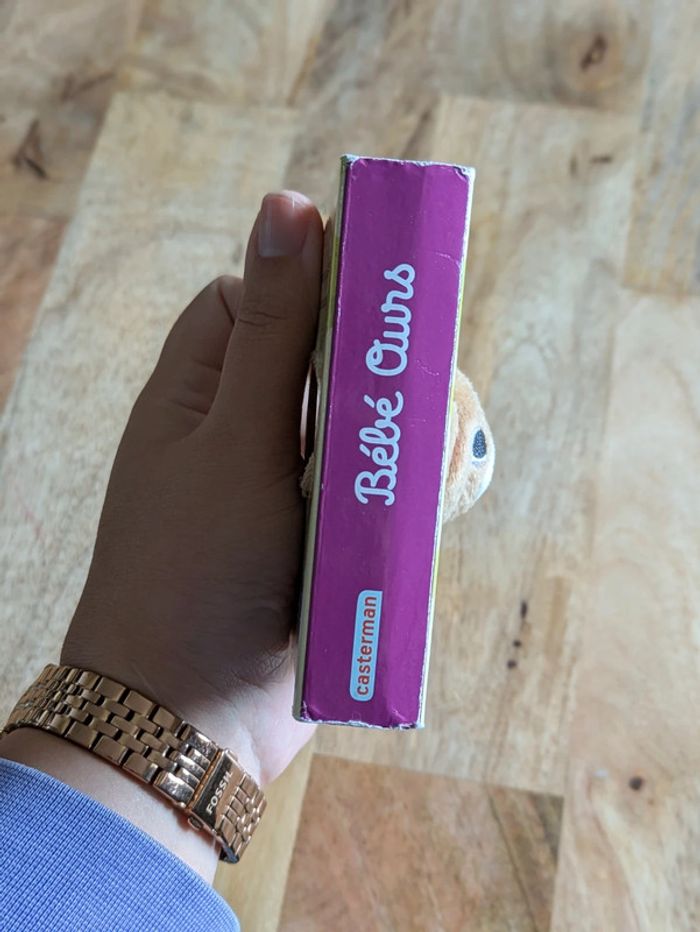 Bébé Ours
casterman
FOSSIL